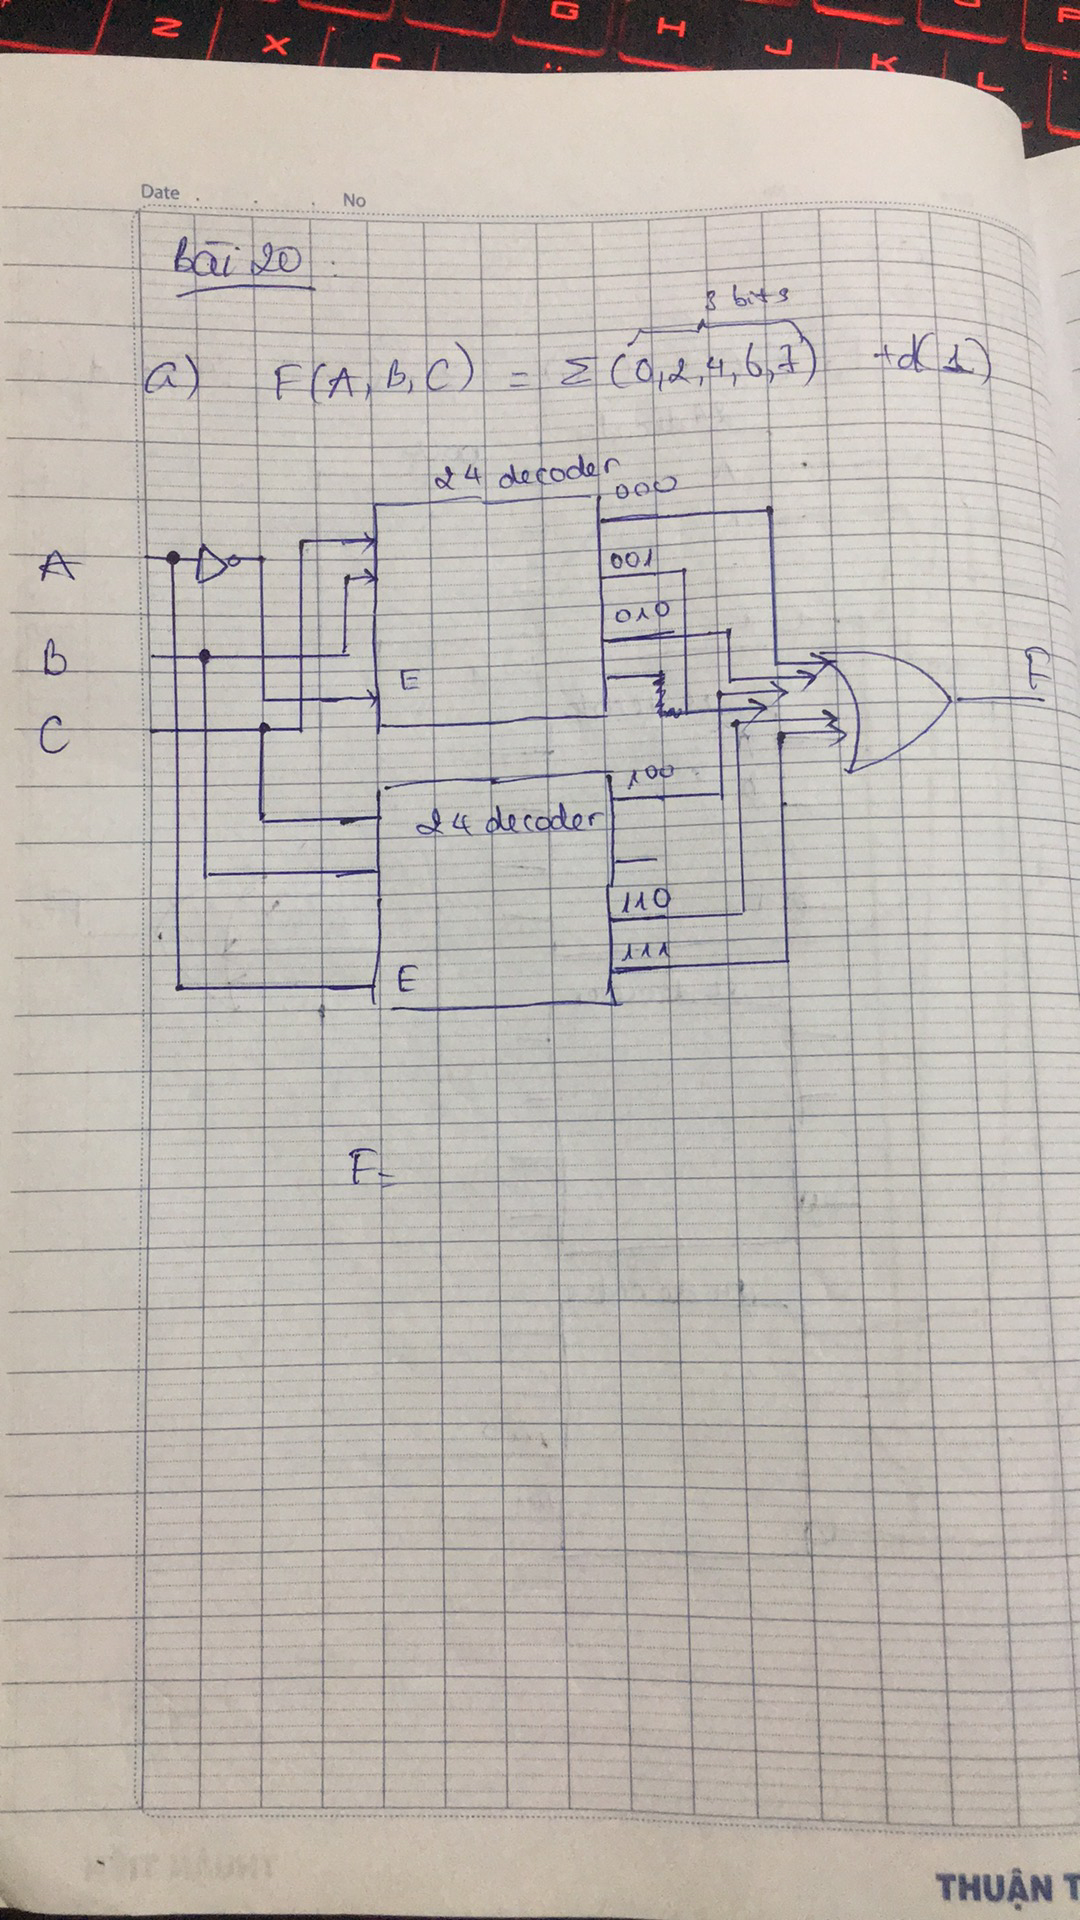 Z X C G H J K L
Date No
Bài 20 :
3 bits
a) F(A, B, C) = Σ (0,2,4,6,7) + d(1)
24 decoder
000
A
001
010
B
E
F
C
100
24 decoder
110
111
E
F=
THUẬN T